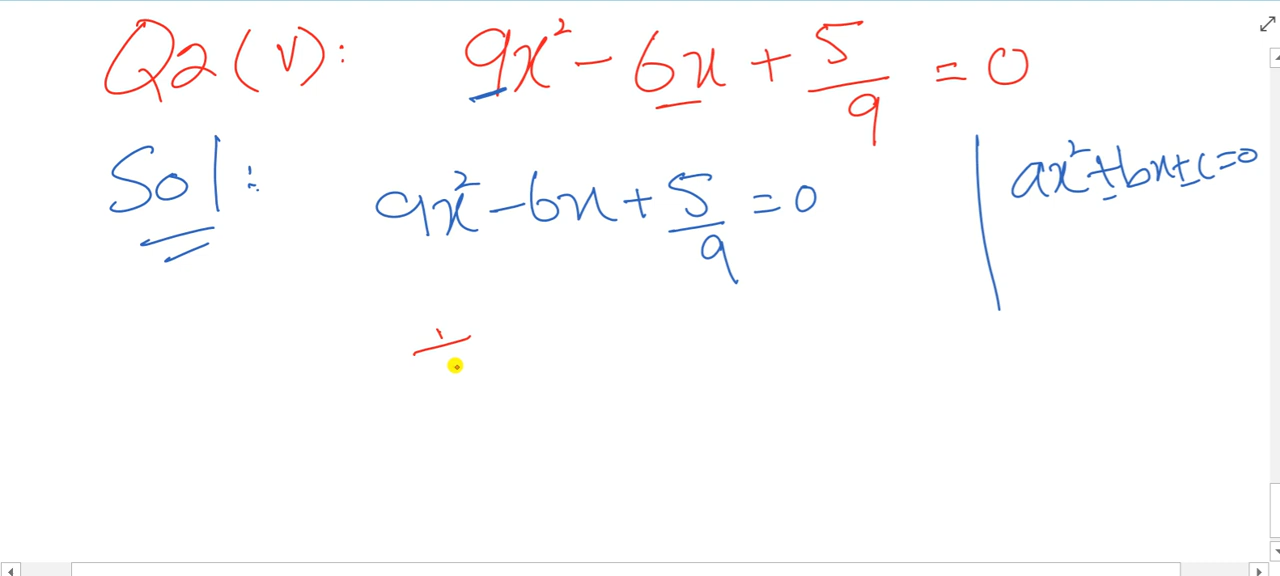 Q2(v): 9x² - 6x + 5/9 = 0
Sol: 9x² - 6x + 5/9 = 0
ax² + bx + c = 0